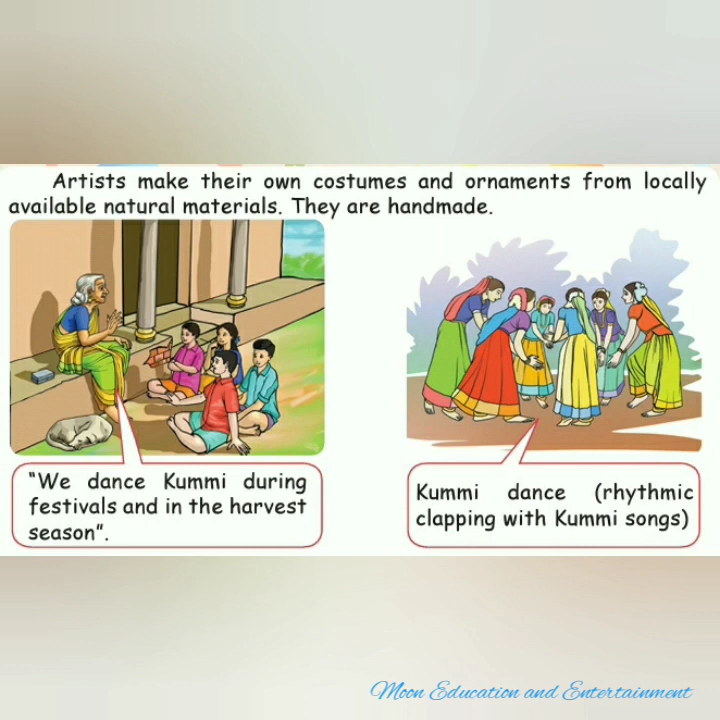 Artists make their own costumes and ornaments from locally
available natural materials. They are handmade.
"We dance Kummi during
festivals and in the harvest
season".
Kummi dance (rhythmic
clapping with Kummi songs)
Moon Education and Entertainment